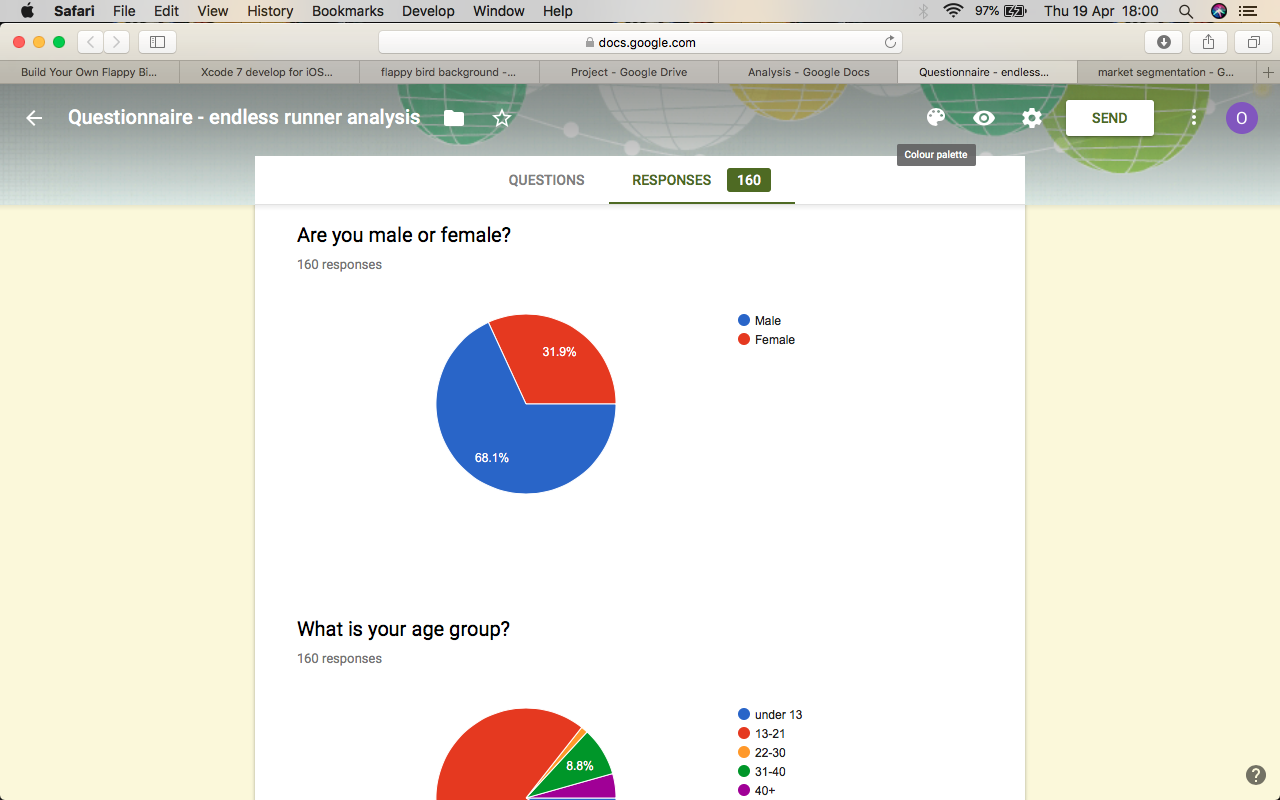 Safari File Edit View History Bookmarks Develop Window Help 97% Thu 19 Apr 18:00
docs.google.com
Build Your Own Flappy Bi... Xcode 7 develop for iOS... flappy bird background -... Project - Google Drive Analysis - Google Docs Questionnaire - endless... market segmentation - G...
Questionnaire - endless runner analysis SEND O
Colour palette
QUESTIONS RESPONSES 160
Are you male or female?
160 responses
Male
Female
31.9%
68.1%
What is your age group?
160 responses
under 13
13-21
22-30
31-40
40+
8.8%